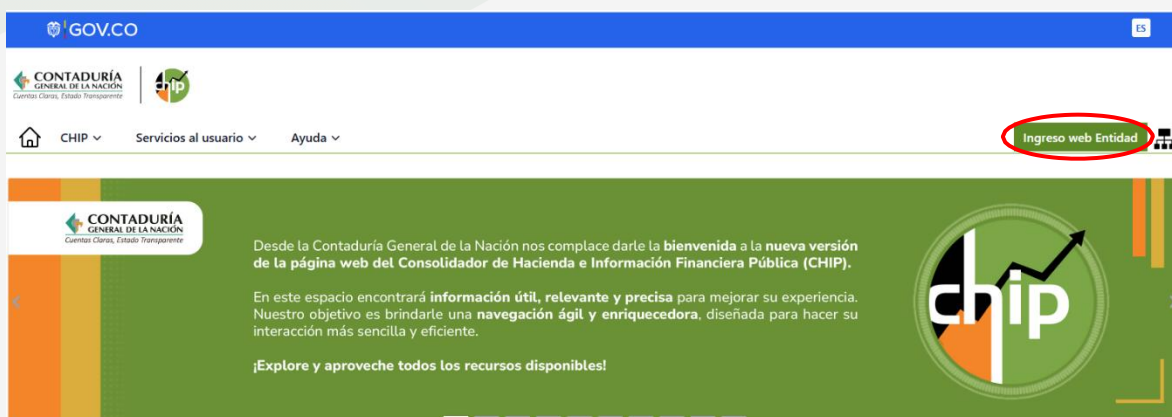 GOV.CO
ES
CONTADURÍA
GENERAL DE LA NACIÓN
Cuentas Claras, Estado Transparente
chip
CHIP
Servicios al usuario
Ayuda
Ingreso web Entidad
CONTADURÍA
GENERAL DE LA NACIÓN
Cuentas Claras, Estado Transparente
Desde la Contaduría General de la Nación nos complace darle la bienvenida a la nueva versión
de la página web del Consolidador de Hacienda e Información Financiera Pública (CHIP).
En este espacio encontrará información útil, relevante y precisa para mejorar su experiencia.
Nuestro objetivo es brindarle una navegación ágil y enriquecedora, diseñada para hacer su
interacción más sencilla y eficiente.
¡Explore y aproveche todos los recursos disponibles!
chip